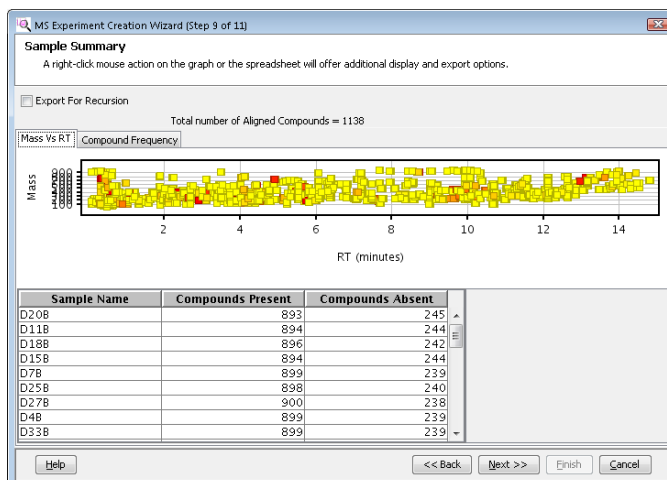 MS Experiment Creation Wizard (Step 9 of 11)
Sample Summary
A right-click mouse action on the graph or the spreadsheet will offer additional display and export options.
Export For Recursion
Total number of Aligned Compounds = 1138
Mass Vs RT Compound Frequency
Mass
900
100
2 4 6 8 10 12 14
RT (minutes)
Sample Name Compounds Present Compounds Absent
D20B 893 245
D11B 894 244
D18B 896 242
D15B 894 244
D7B 899 239
D25B 898 240
D27B 900 238
D4B 899 239
D33B 899 239
Help << Back Next >> Finish Cancel